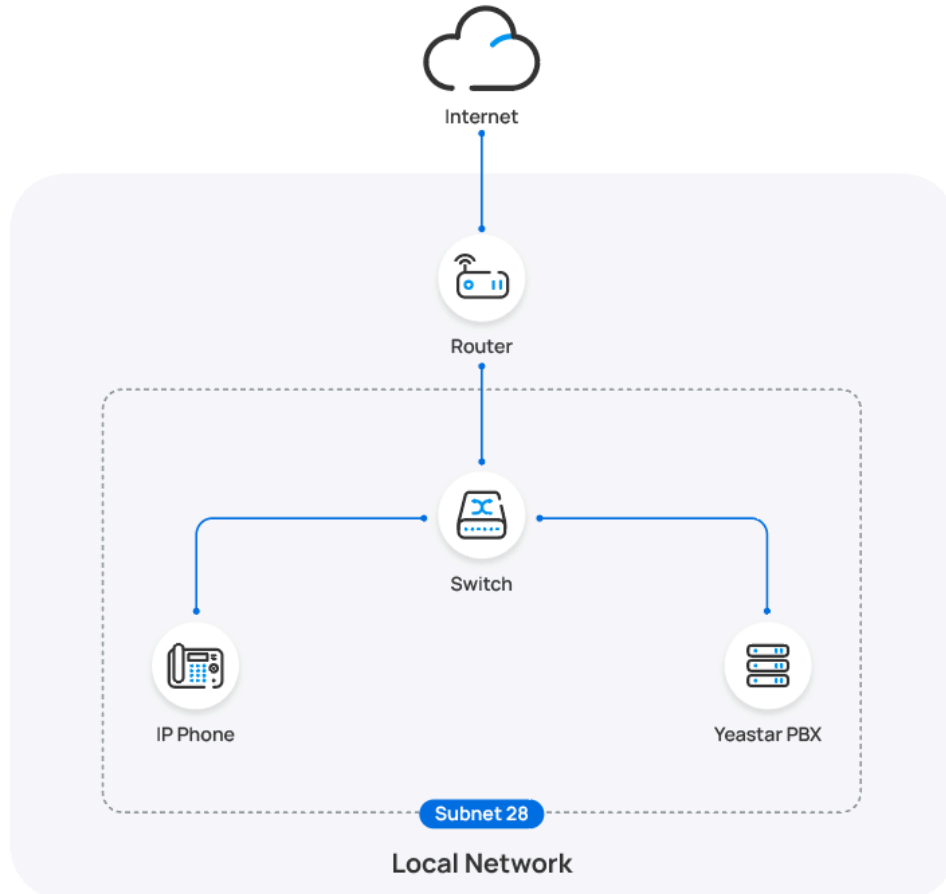 Internet
Router
Switch
IP Phone
Yeastar PBX
Subnet 28
Local Network